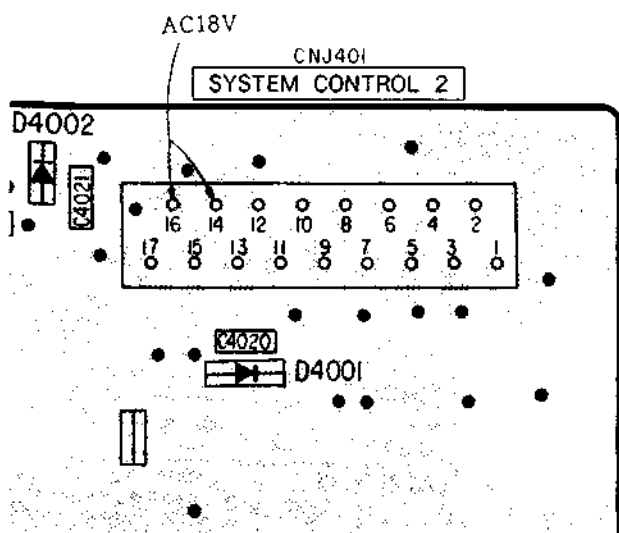 AC18V
CNJ401
SYSTEM CONTROL 2
D4002
C4021
16 14 12 10 8 6 4 2
17 15 13 11 9 7 5 3 1
C4020
D4001